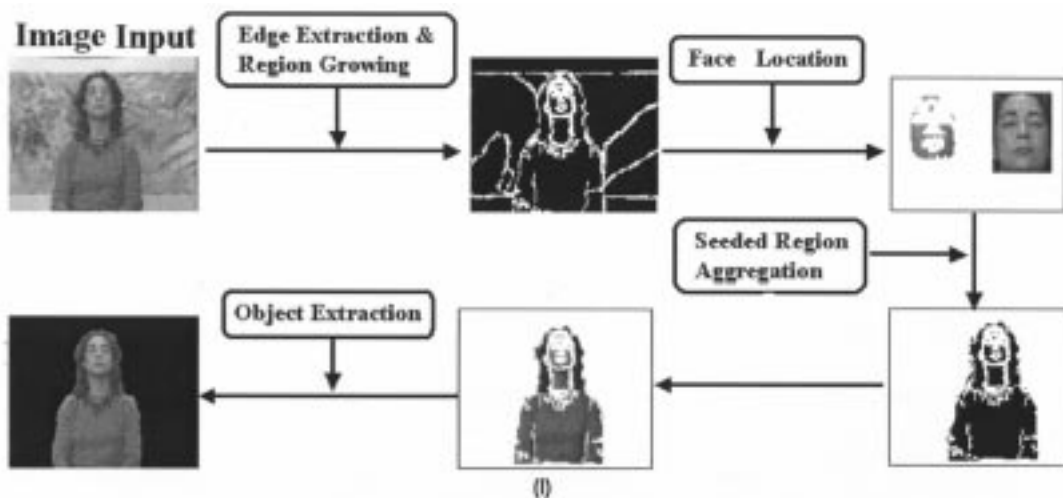 Image Input
Edge Extraction &
Region Growing
Face Location
Seeded Region
Aggregation
Object Extraction
(I)